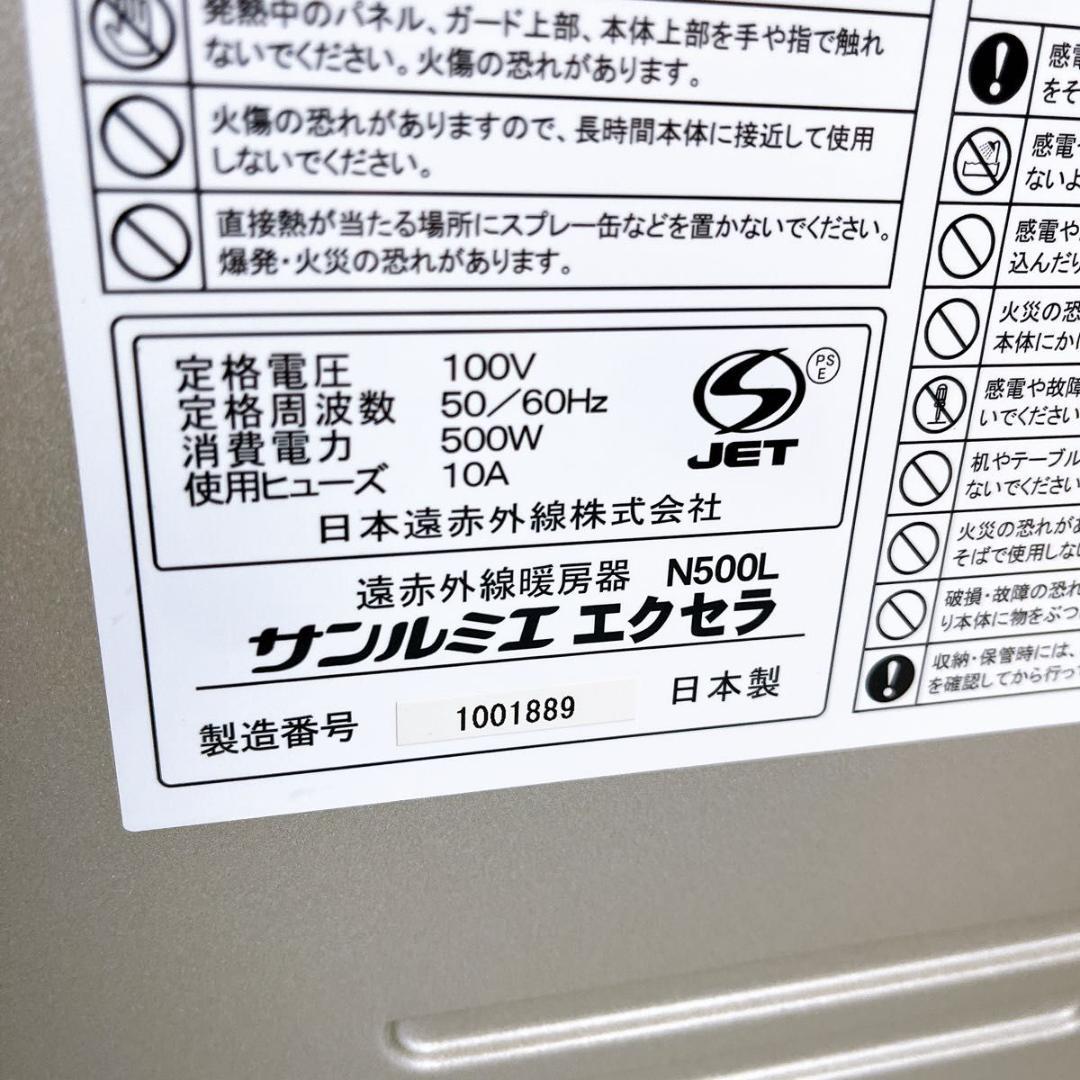 発熱中のパネル、ガード上部、本体上部を手や指で触れ
ないでください。火傷の恐れがあります。
火傷の恐れがありますので、長時間本体に接近して使用
しないでください。
直接熱が当たる場所にスプレー缶などを置かないでください。
爆発・火災の恐れがあります。
定格電圧 100V
定格周波数 50／60Hz
消費電力 500W
使用ヒューズ 10A
PS
E
JET
日本遠赤外線株式会社
遠赤外線暖房器 N500L
サンルミエ エクセラ
製造番号 1001889 日本製
感電
をそ
感電や
ないよ
感電や
込んだり
火災の恐
本体にか
感電や故障
いでください
机やテーブル
ないでください
火災の恐れが
そばで使用しな
破損・故障の恐れ
り本体に物をぶつ
収納・保管時には、
を確認してから行っ